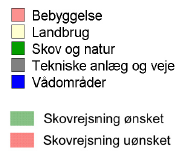 Bebyggelse
Landbrug
Skov og natur
Tekniske anlæg og veje
Vådområder
Skovrejsning ønsket
Skovrejsning uønsket